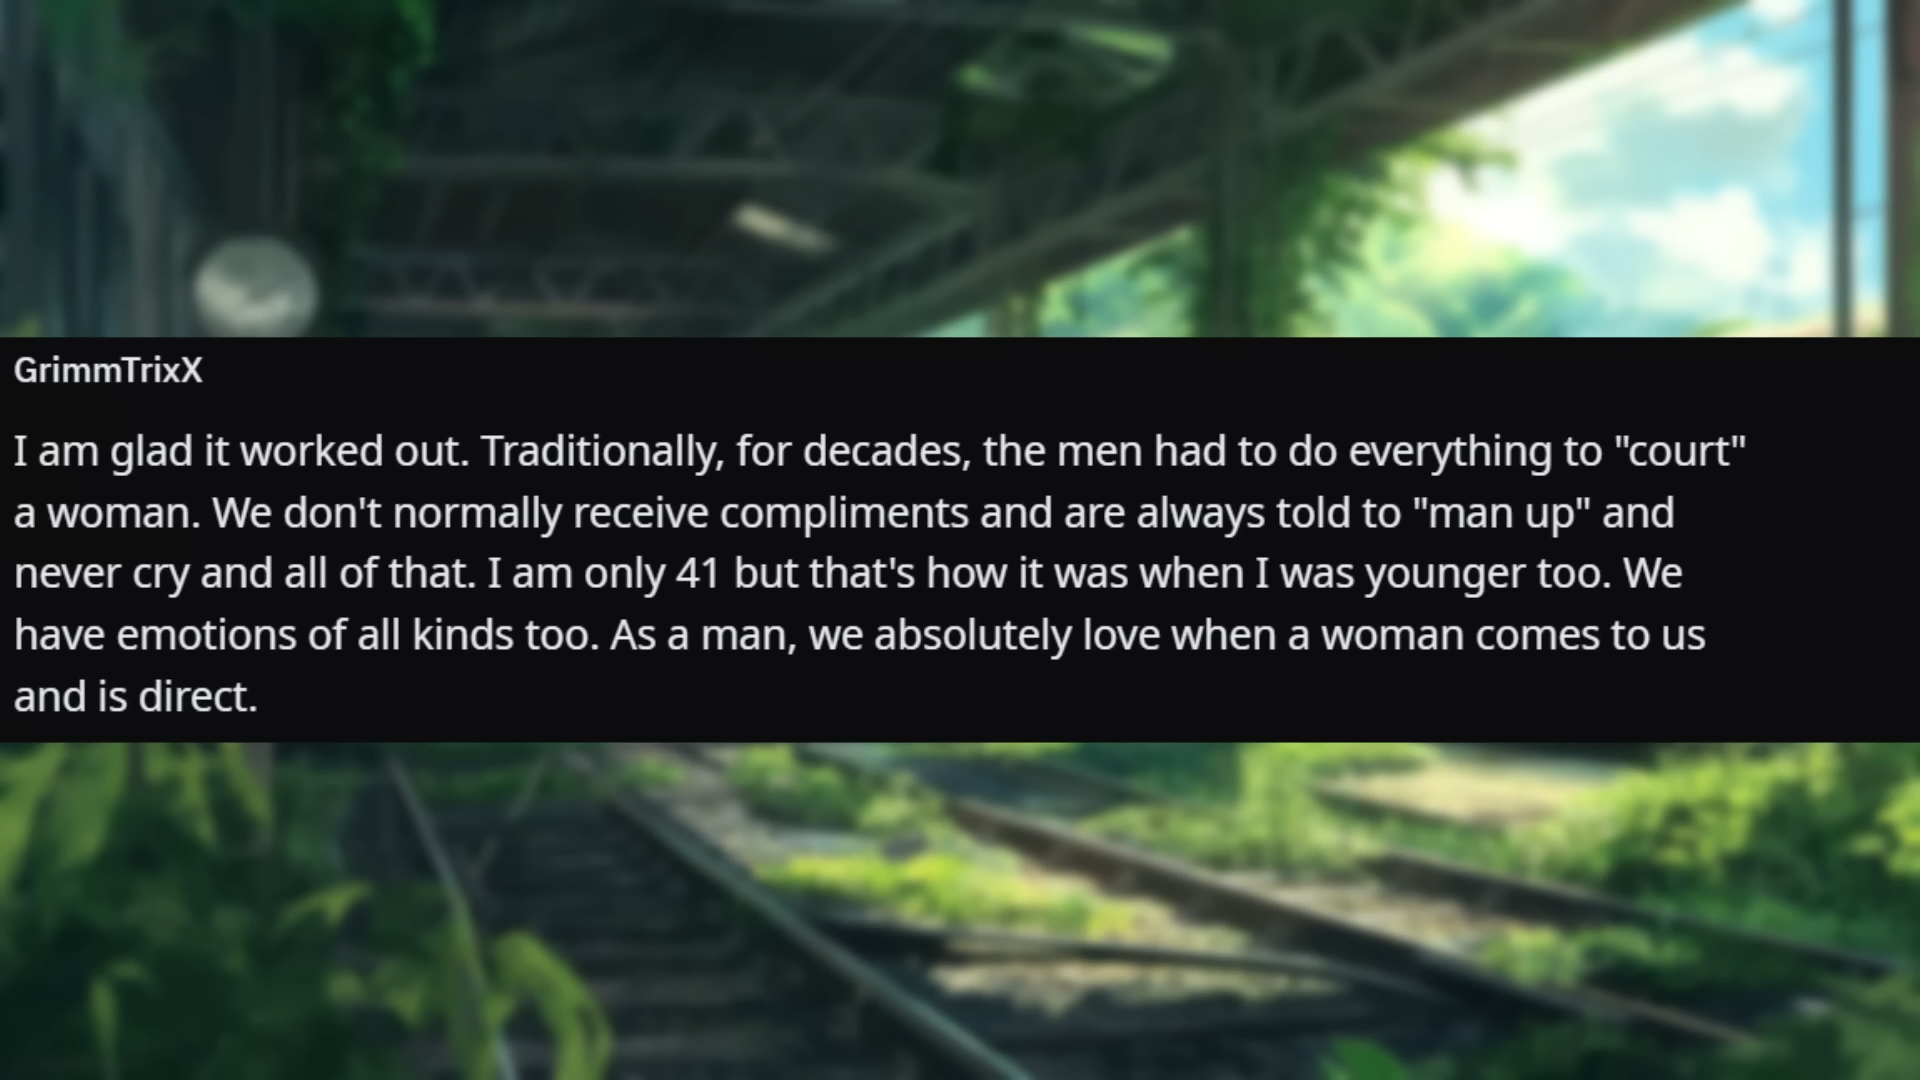 GrimmTrixX
I am glad it worked out. Traditionally, for decades, the men had to do everything to "court"
a woman. We don't normally receive compliments and are always told to "man up" and
never cry and all of that. I am only 41 but that's how it was when I was younger too. We
have emotions of all kinds too. As a man, we absolutely love when a woman comes to us
and is direct.